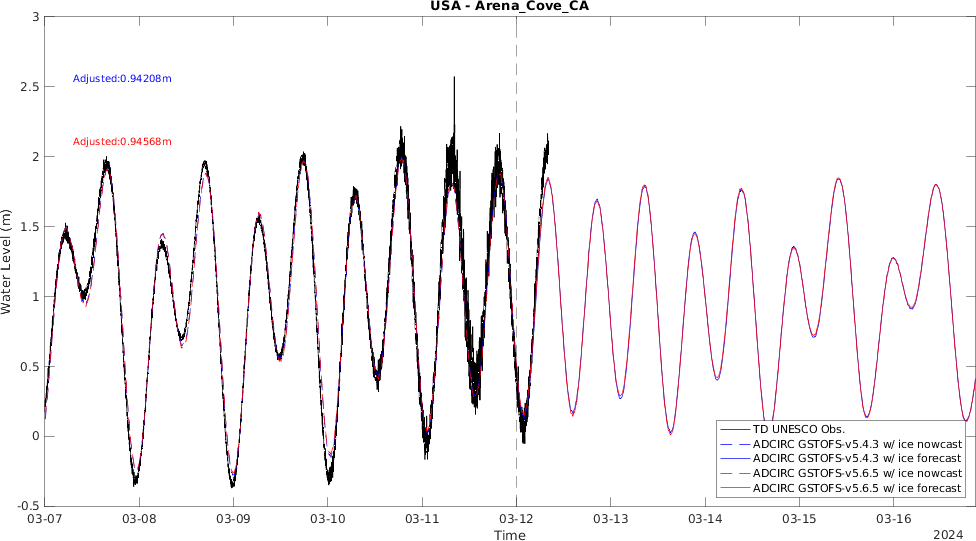 USA - Arena_Cove_CA
3
2.5
2
1.5
1
0.5
0
-0.5
Water Level (m)
Adjusted:0.94208m
Adjusted:0.94568m
TD UNESCO Obs.
ADCIRC GSTOFS-v5.4.3 w/ ice nowcast
ADCIRC GSTOFS-v5.4.3 w/ ice forecast
ADCIRC GSTOFS-v5.6.5 w/ ice nowcast
ADCIRC GSTOFS-v5.6.5 w/ ice forecast
03-07 03-08 03-09 03-10 03-11 03-12 03-13 03-14 03-15 03-16
Time
2024